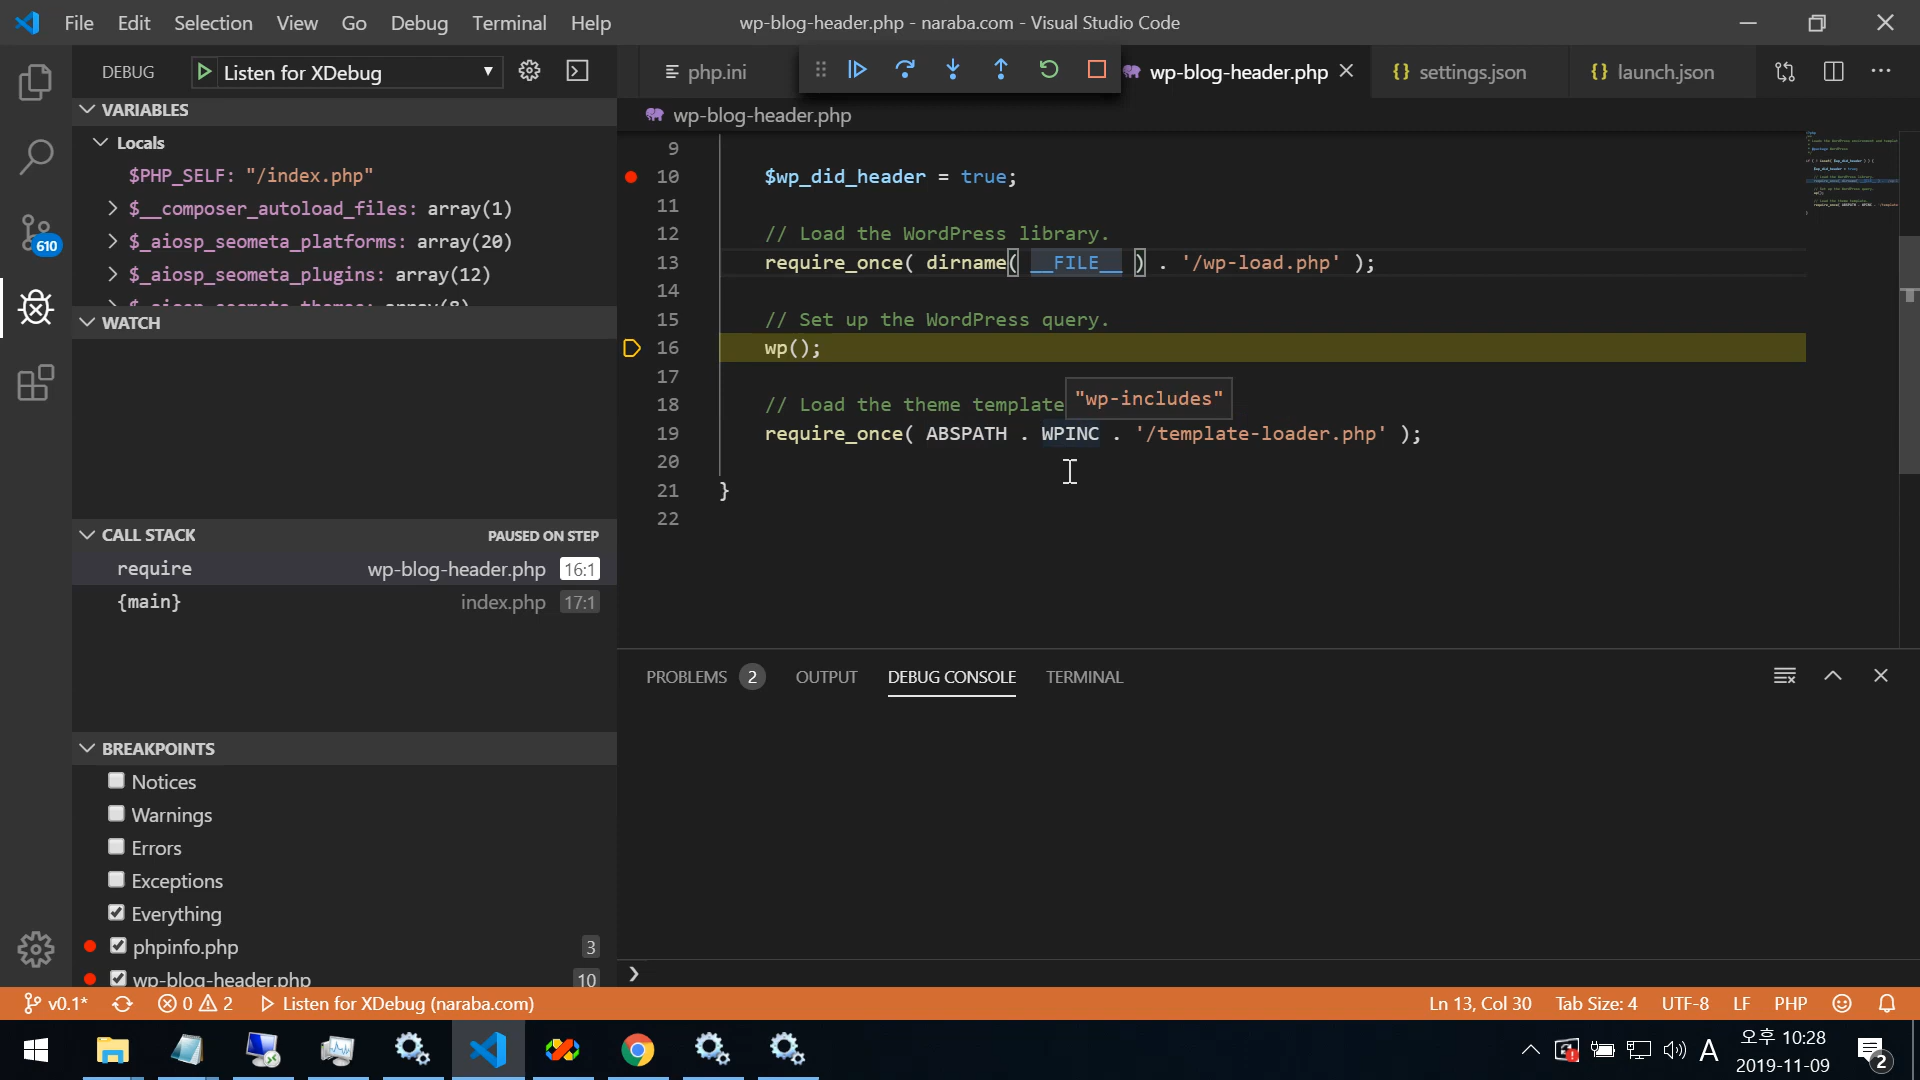 File Edit Selection View Go Debug Terminal Help
wp-blog-header.php - naraba.com - Visual Studio Code
DEBUG
Listen for XDebug
php.ini
wp-blog-header.php
settings.json
launch.json
VARIABLES
Locals
$PHP_SELF: "/index.php"
$__composer_autoload_files: array(1)
$_aiosp_seometa_platforms: array(20)
$_aiosp_seometa_plugins: array(12)
$_aiosp_seometa_themes: array(8)
WATCH
CALL STACK
PAUSED ON STEP
require wp-blog-header.php 16:1
{main} index.php 17:1
BREAKPOINTS
Notices
Warnings
Errors
Exceptions
Everything
phpinfo.php 3
wp-blog-header.php 10
610
wp-blog-header.php
9
10 $wp_did_header = true;
11
12 // Load the WordPress library.
13 require_once( dirname( __FILE__ ) . '/wp-load.php' );
14
15 // Set up the WordPress query.
16 wp();
17
"wp-includes"
18 // Load the theme template
19 require_once( ABSPATH . WPINC . '/template-loader.php' );
20
21 }
22
PROBLEMS 2 OUTPUT DEBUG CONSOLE TERMINAL
v0.1* 0 2 Listen for XDebug (naraba.com)
Ln 13, Col 30 Tab Size: 4 UTF-8 LF PHP
A
오후 10:28
2019-11-09
2